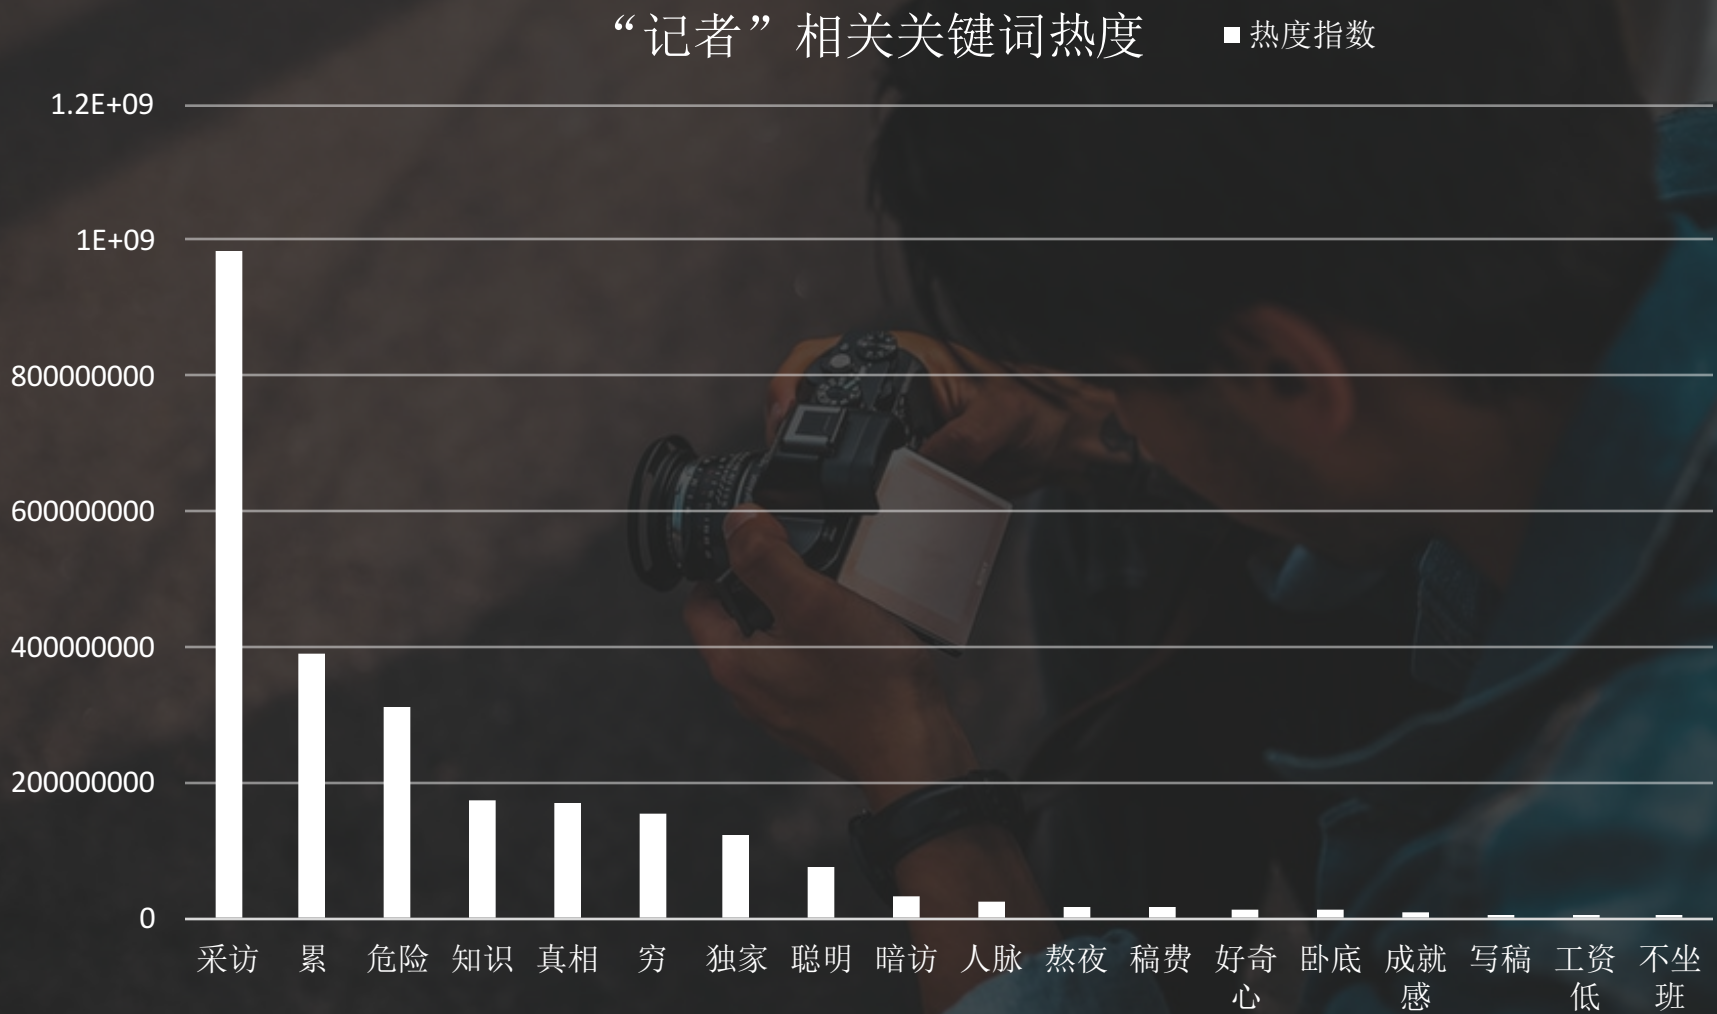 “记者”相关关键词热度
热度指数
1.2E+09
1E+09
800000000
600000000
400000000
200000000
0
采访
累
危险
知识
真相
穷
独家
聪明
暗访
人脉
熬夜
稿费
好奇
心
卧底
成就
感
写稿
工资
低
不坐
班